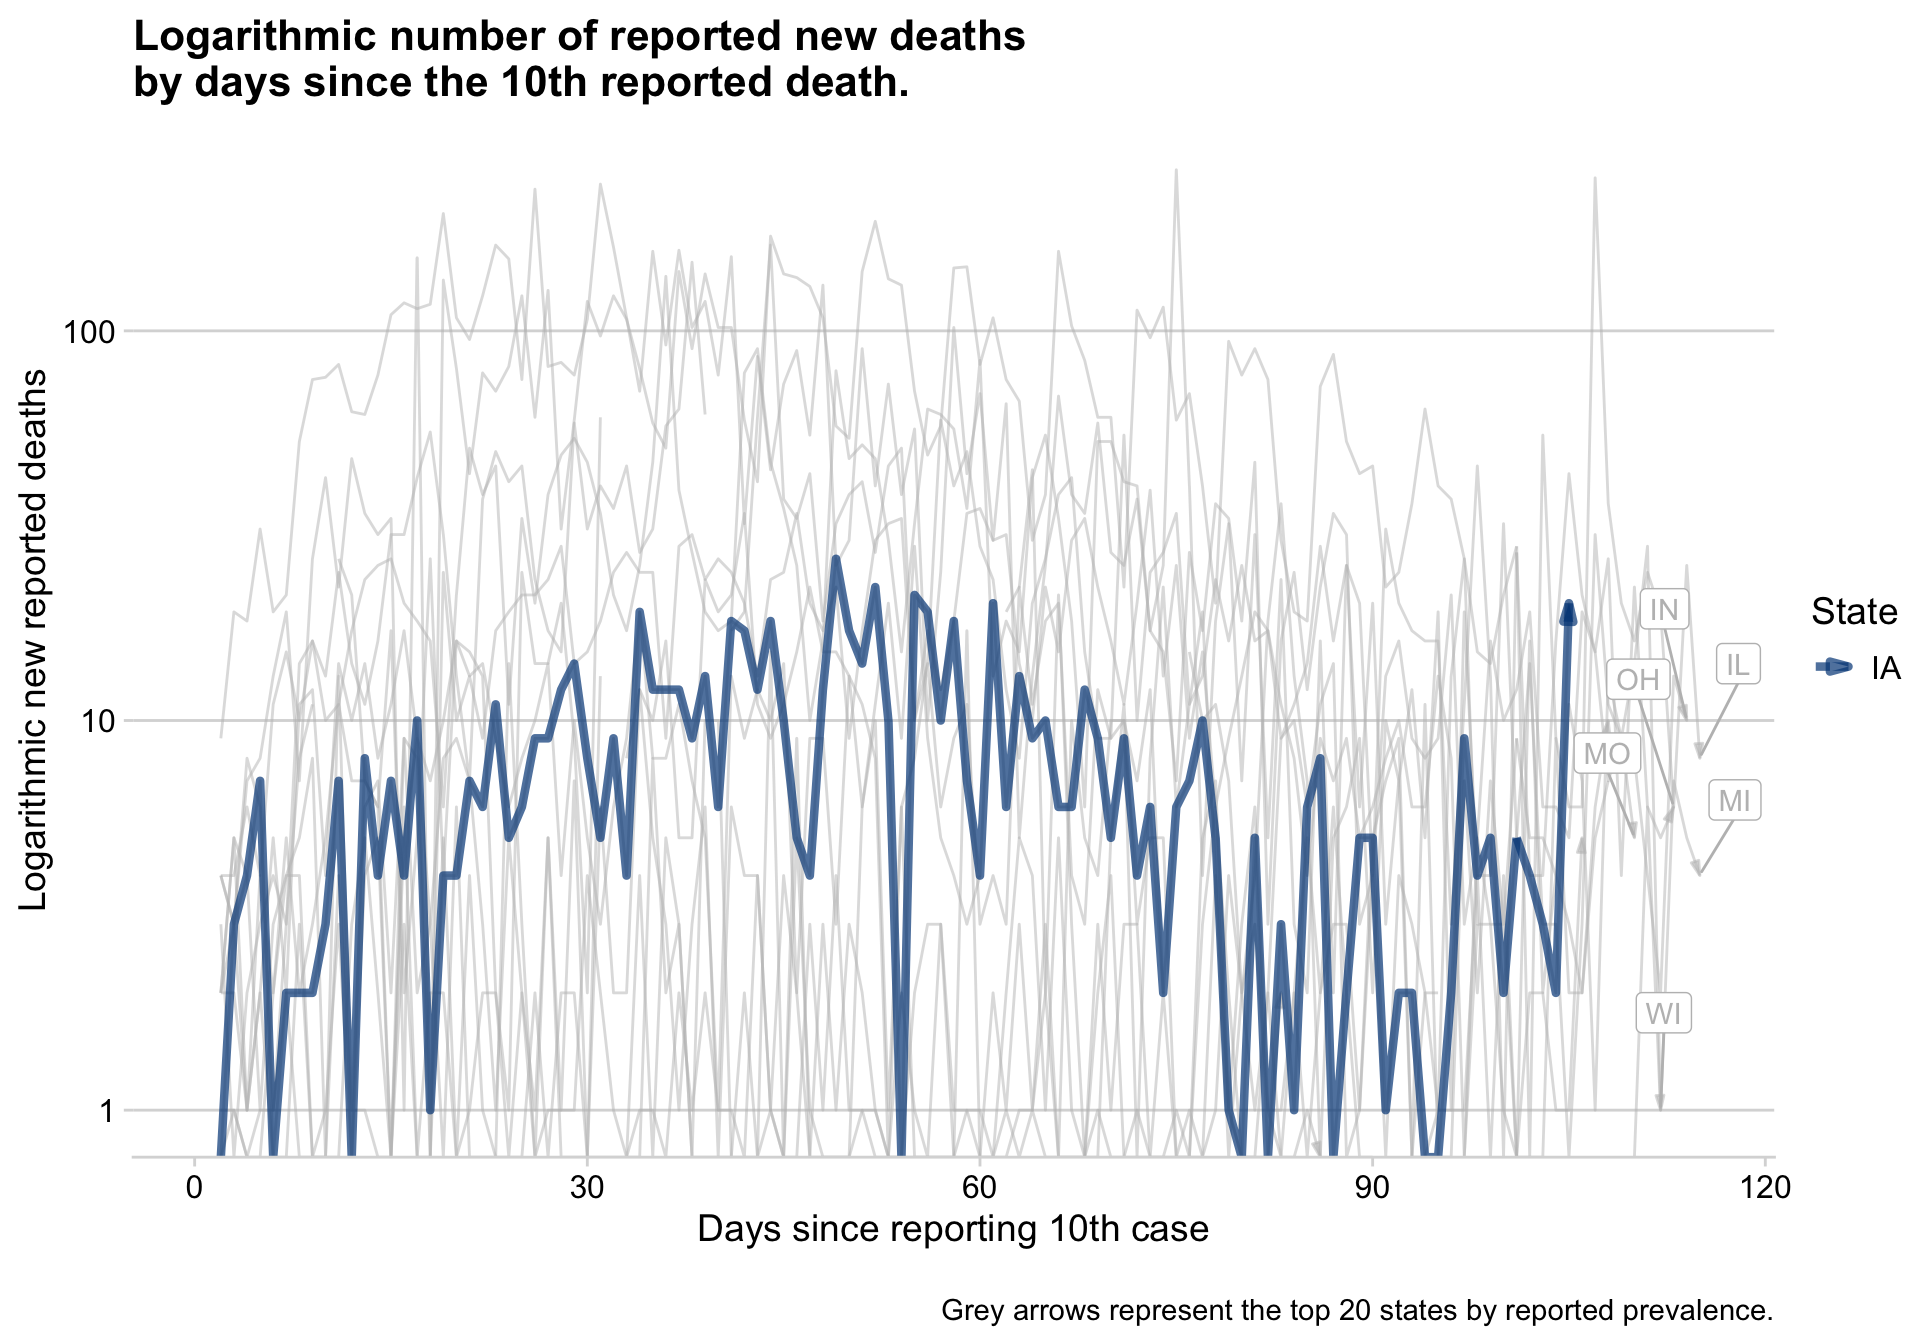 Logarithmic number of reported new deaths
by days since the 10th reported death.
Logarithmic new reported deaths
100
10
1
0
30
60
90
120
Days since reporting 10th case
IN
IL
OH
MO
MI
WI
State
IA
Grey arrows represent the top 20 states by reported prevalence.